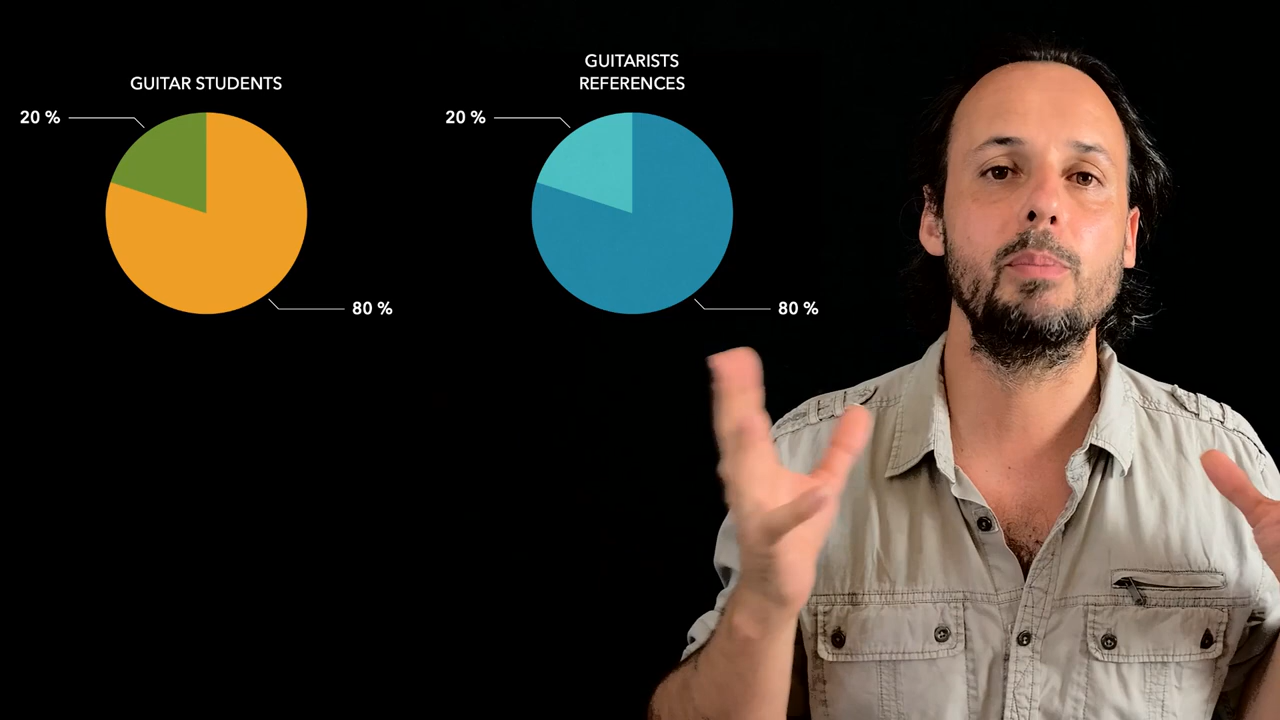 GUITAR STUDENTS
20 %
80 %
GUITARISTS
REFERENCES
20 %
80 %